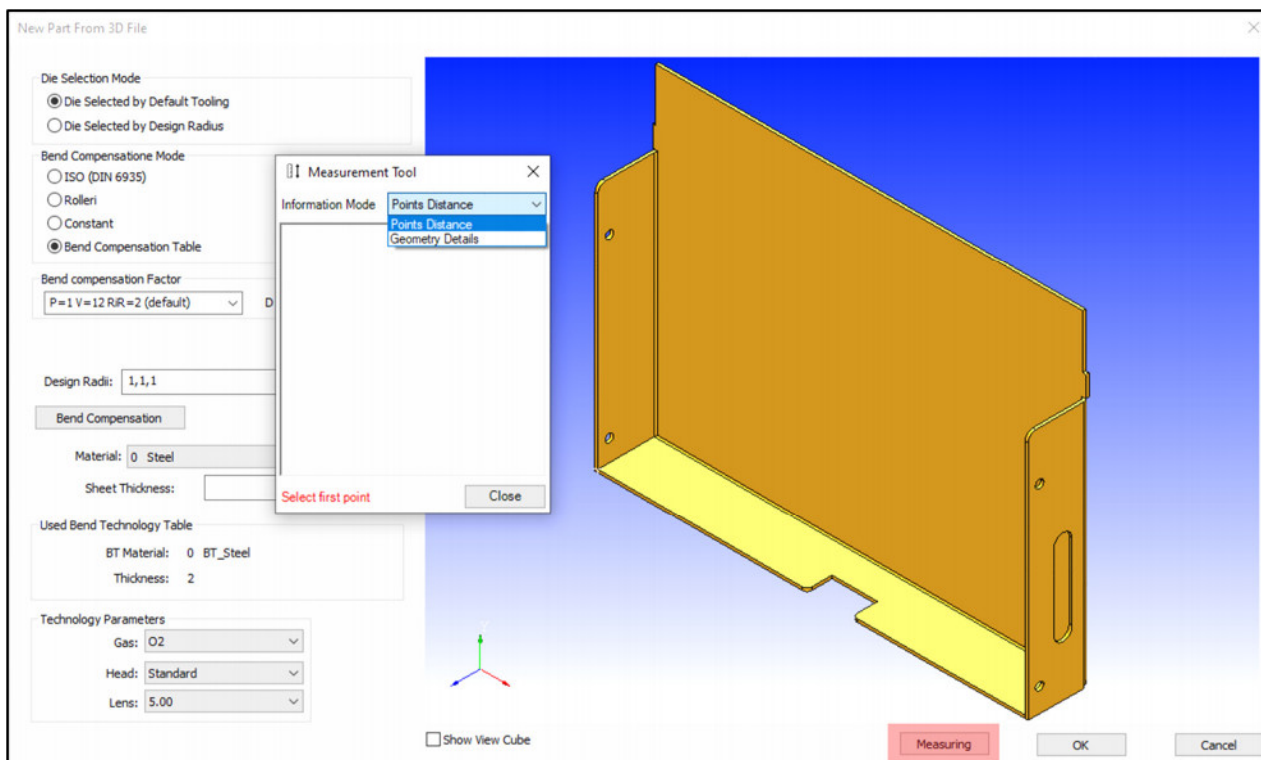 New Part From 3D File
Die Selection Mode
Die Selected by Default Tooling
Die Selected by Design Radius
Bend Compensatione Mode
ISO (DIN 6935)
Rolleri
Constant
Bend Compensation Table
Bend compensation Factor
P=1 V=12 RiR=2 (default)
D
Design Radii: 1,1,1
Bend Compensation
Material: 0 Steel
Sheet Thickness:
Used Bend Technology Table
BT Material: 0 BT_Steel
Thickness: 2
Technology Parameters
Gas: O2
Head: Standard
Lens: 5.00
Measurement Tool
Information Mode Points Distance
Points Distance
Geometry Details
Select first point
Close
Show View Cube
Measuring
OK
Cancel